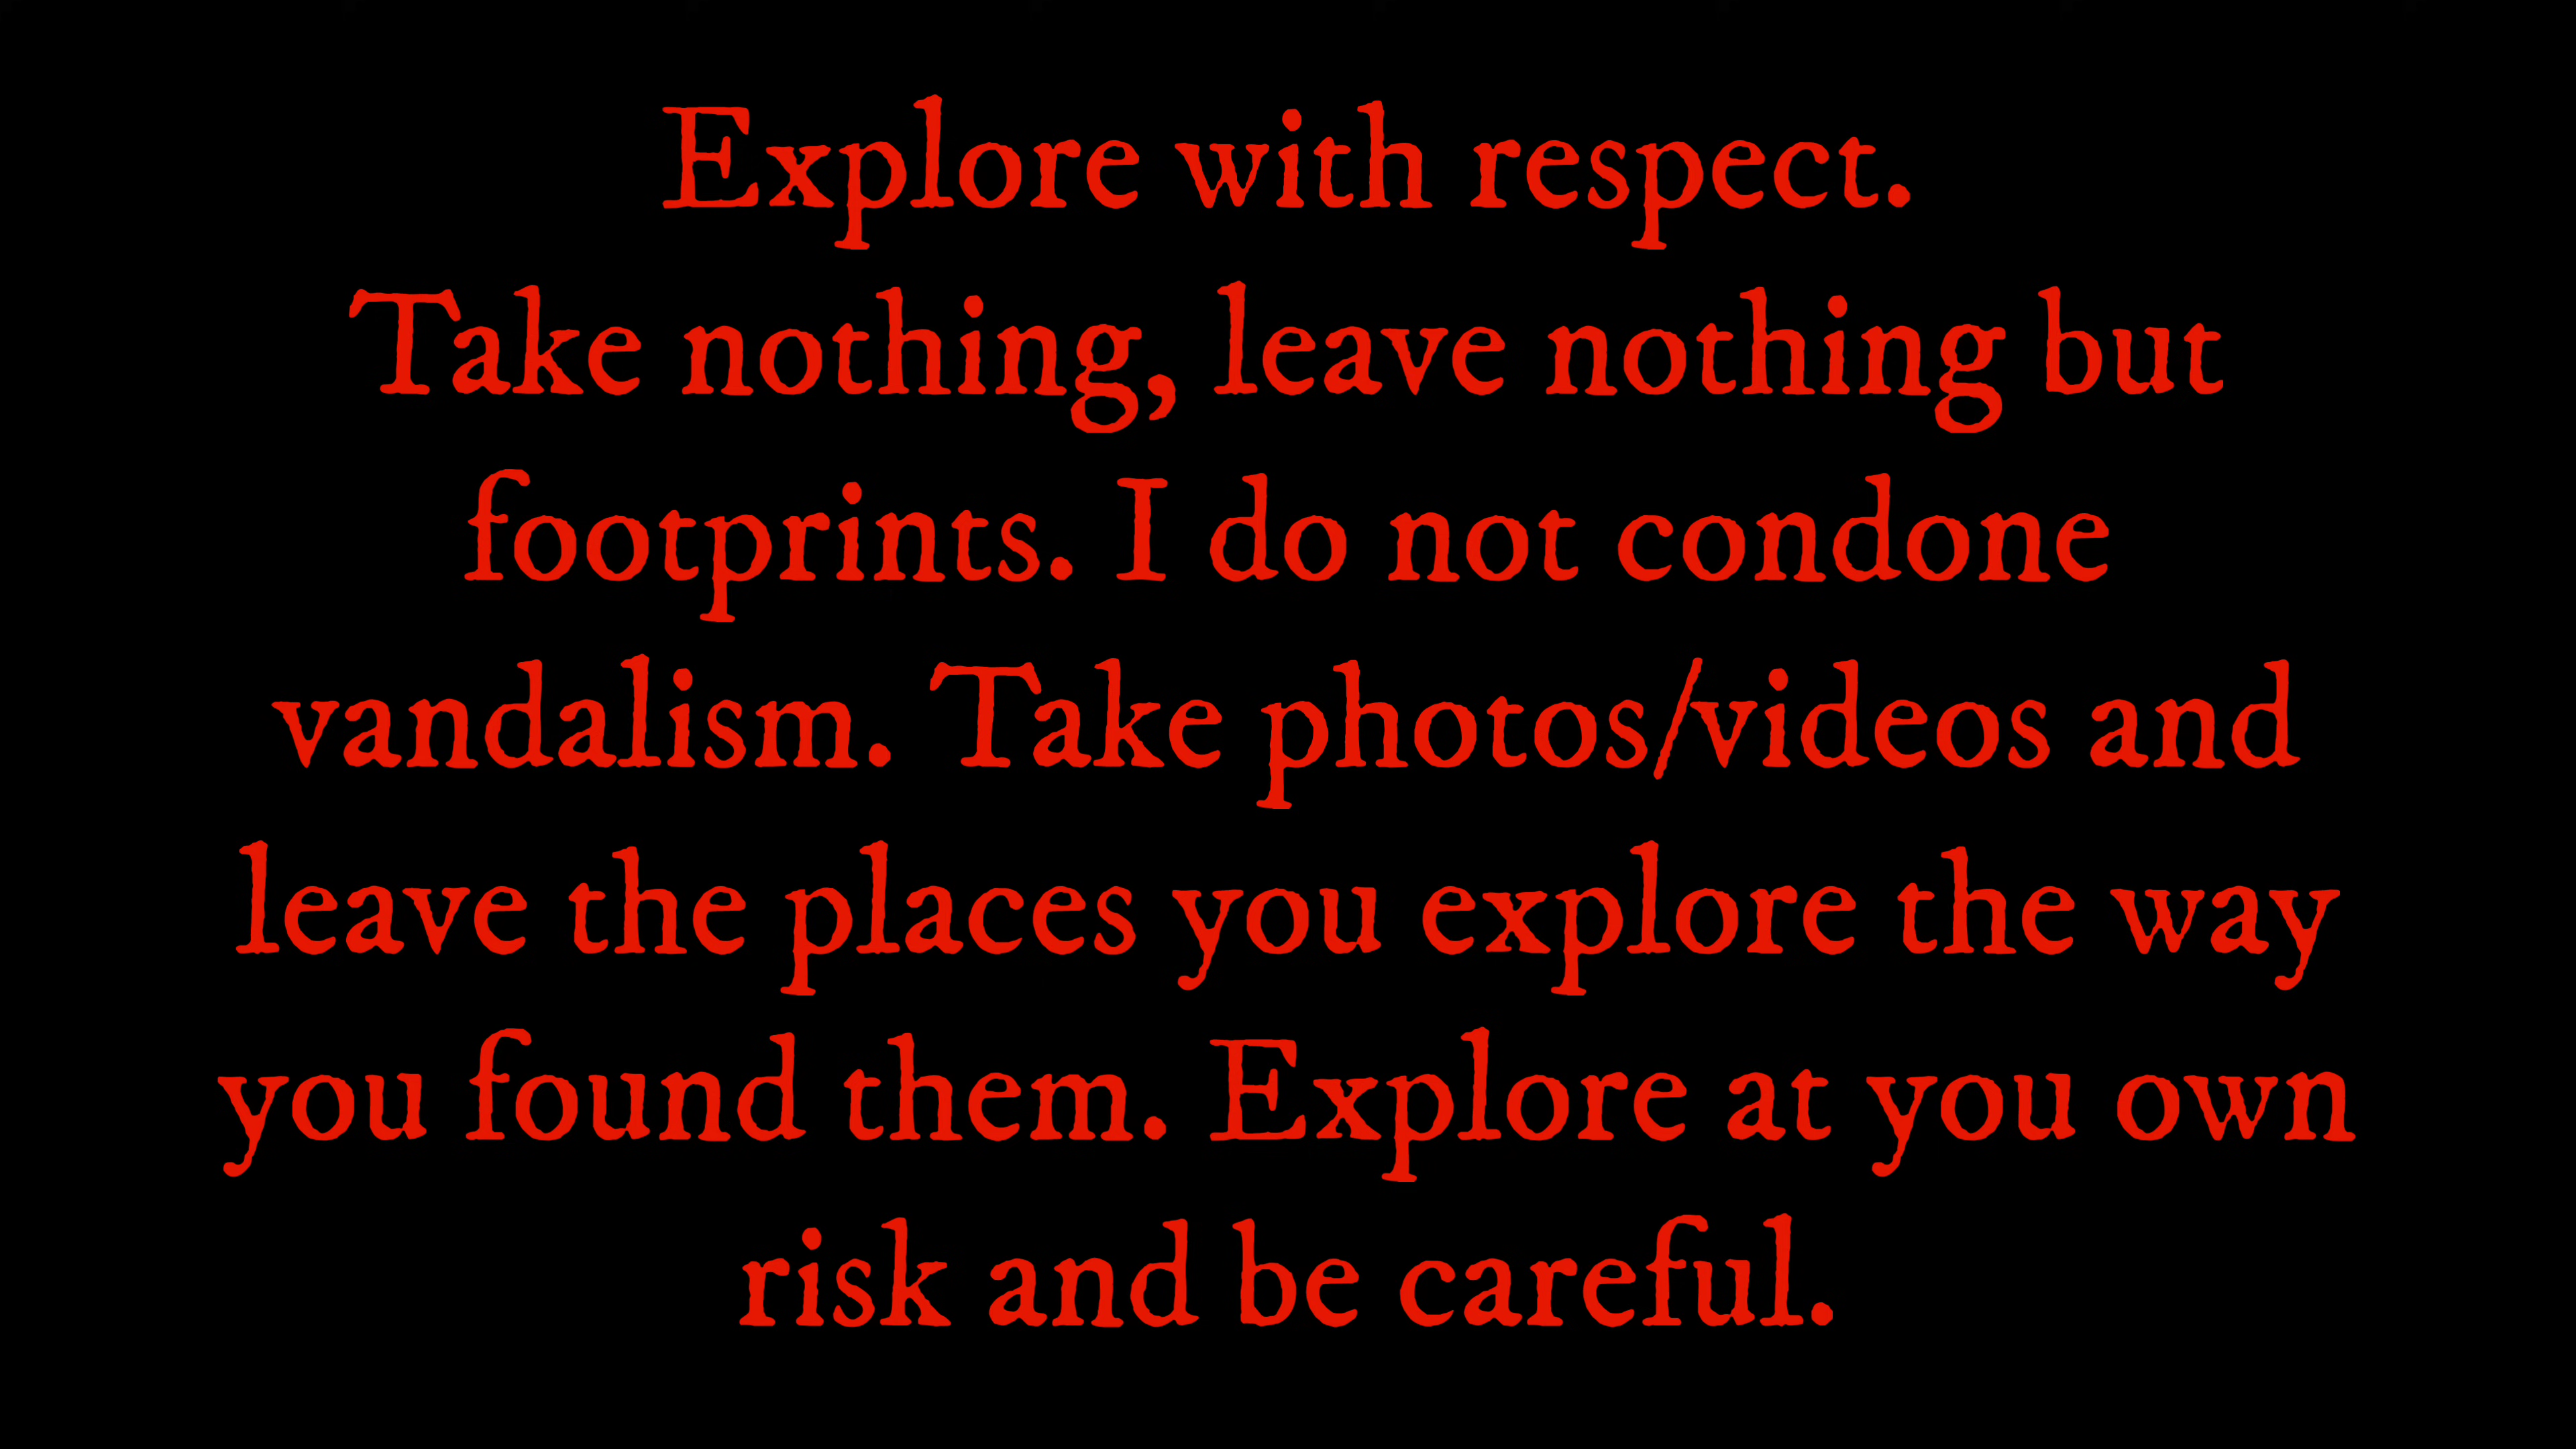 Explore with respect.
Take nothing, leave nothing but
footprints. I do not condone
vandalism. Take photos/videos and
leave the places you explore the way
you found them. Explore at you own
risk and be careful.